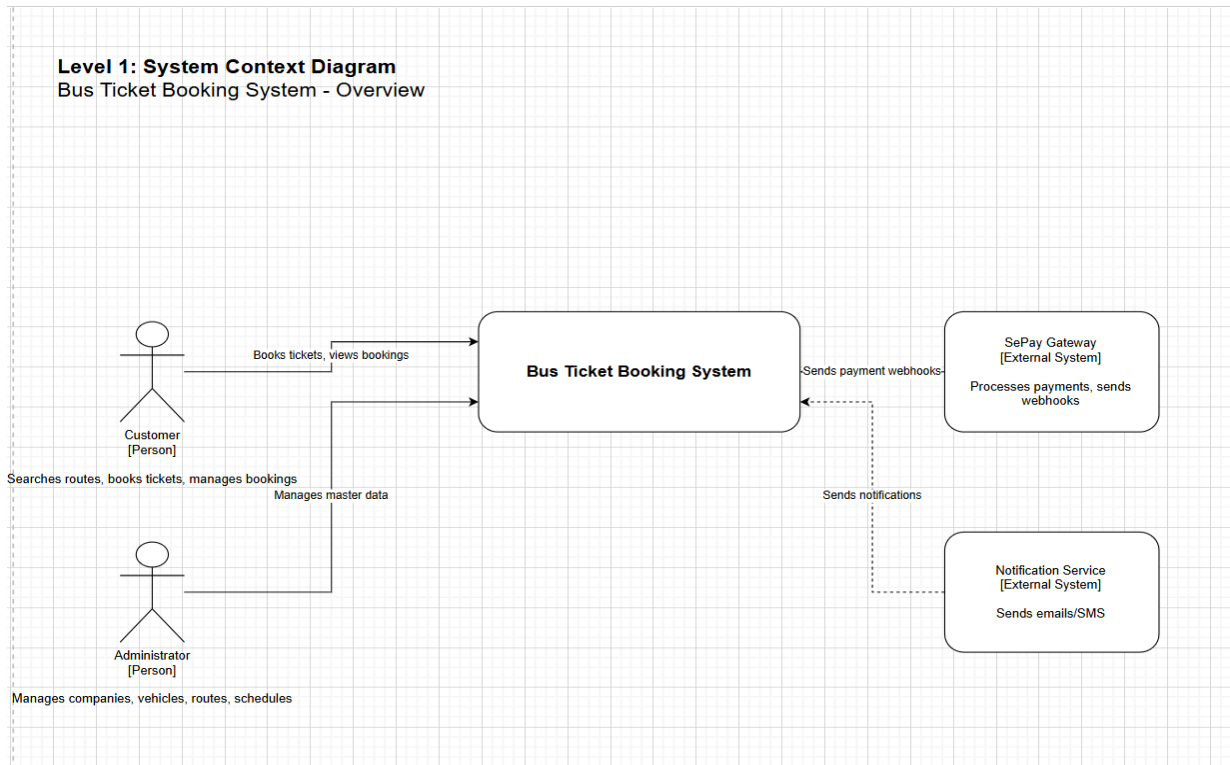 Level 1: System Context Diagram
Bus Ticket Booking System - Overview
Books tickets, views bookings
Customer
[Person]
Searches routes, books tickets, manages bookings
Manages master data
Administrator
[Person]
Manages companies, vehicles, routes, schedules
Bus Ticket Booking System
Sends payment webhooks
SePay Gateway
[External System]
Processes payments, sends
webhooks
Sends notifications
Notification Service
[External System]
Sends emails/SMS